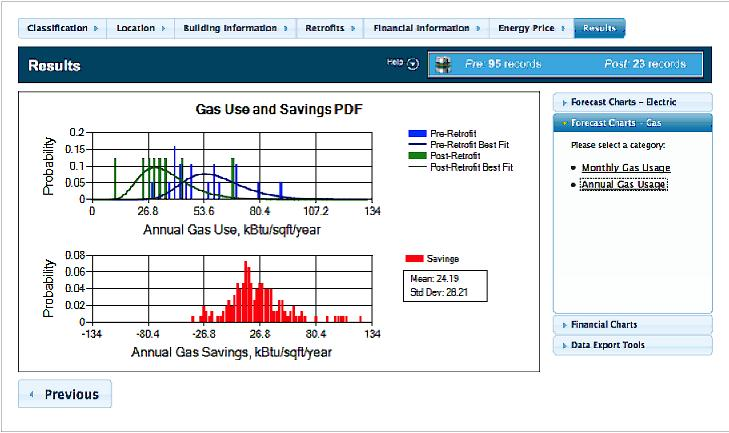 Classification
Location
Building Information
Retrofits
Financial Information
Energy Price
Results
Results
Help
Pre: 95 records
Post: 23 records
Gas Use and Savings PDF
Probability
0.2
0.15
0.1
0.05
0
0 26.8 53.6 80.4 107.2 134
Annual Gas Use, kBtu/sqft/year
Pre-Retrofit
Pre-Retrofit Best Fit
Post-Retrofit
Post-Retrofit Best Fit
Probability
0.08
0.06
0.04
0.02
0
-134 -80.4 -26.8 26.8 80.4 134
Annual Gas Savings, kBtu/sqft/year
Savings
Mean: 24.19
Std Dev: 28.21
Forecast Charts - Electric
Forecast Charts - Gas
Please select a category:
Monthly Gas Usage
Annual Gas Usage
Financial Charts
Data Export Tools
Previous